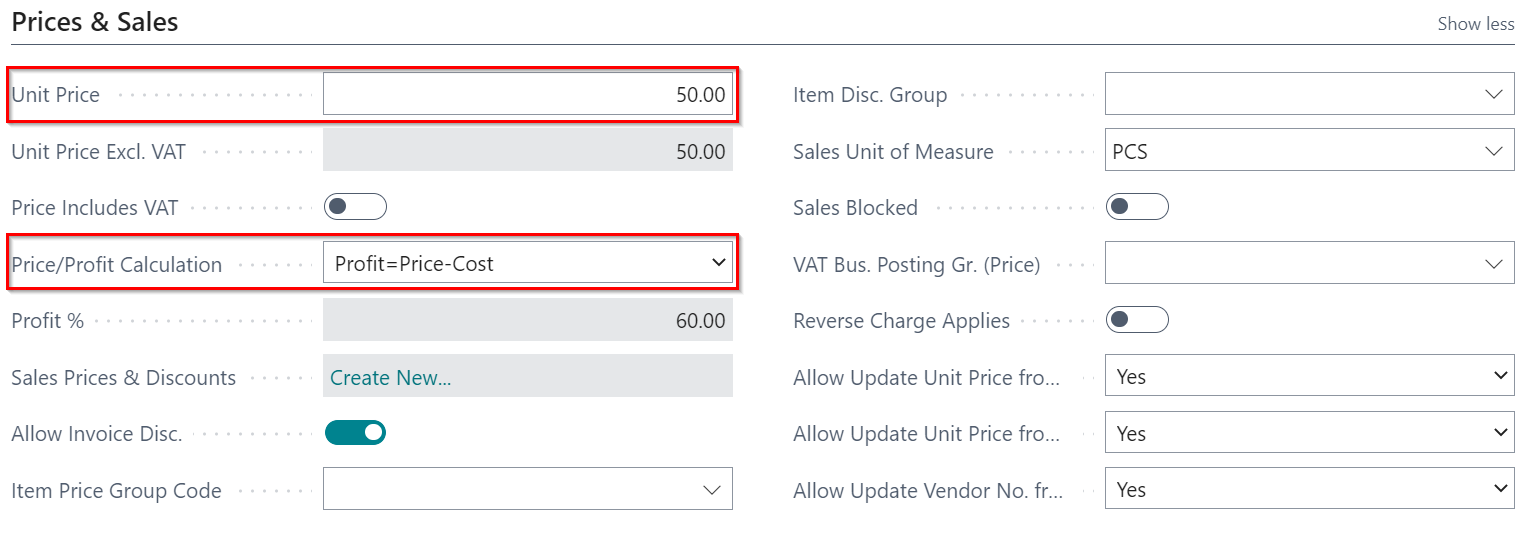 Prices & Sales
Show less
Unit Price 50.00
Unit Price Excl. VAT 50.00
Price Includes VAT
Price/Profit Calculation Profit=Price-Cost
Profit % 60.00
Sales Prices & Discounts Create New...
Allow Invoice Disc.
Item Price Group Code
Item Disc. Group
Sales Unit of Measure PCS
Sales Blocked
VAT Bus. Posting Gr. (Price)
Reverse Charge Applies
Allow Update Unit Price fro... Yes
Allow Update Unit Price fro... Yes
Allow Update Vendor No. fr... Yes